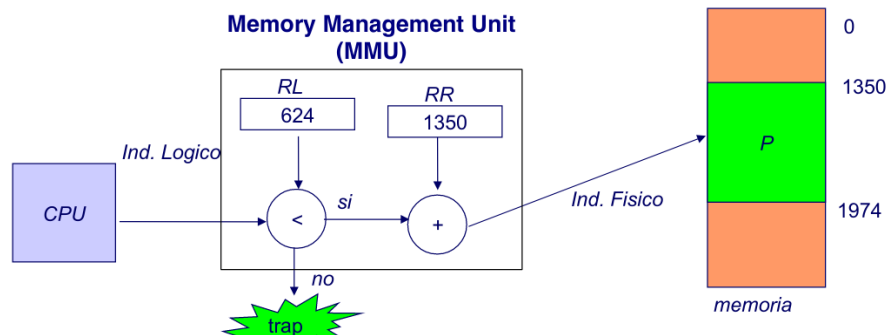 Memory Management Unit
(MMU)
0
RL
RR
1350
624
1350
Ind. Logico
P
CPU
si
Ind. Fisico
<
+
1974
no
trap
memoria